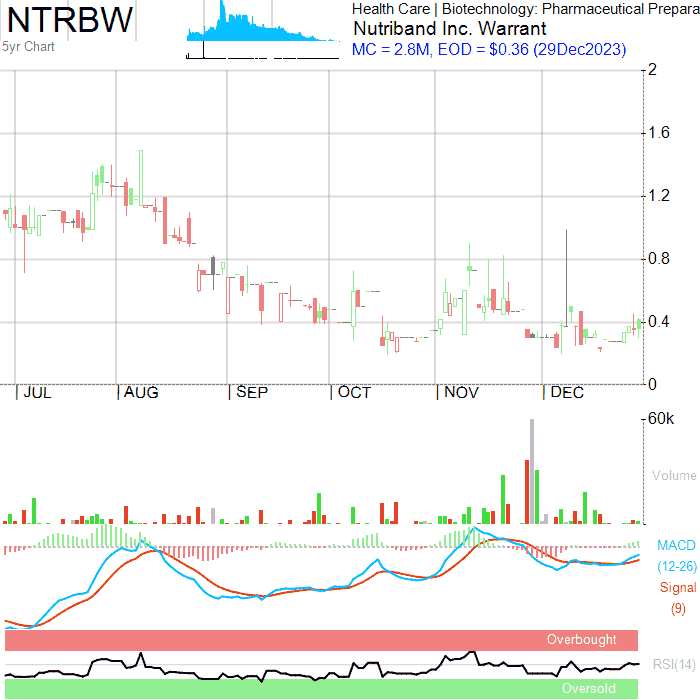 NTRBW
5yr Chart
Health Care | Biotechnology: Pharmaceutical Prepara
Nutriband Inc. Warrant
MC = 2.8M, EOD = $0.36 (29Dec2023)
2
1.6
1.2
0.8
0.4
0
JUL AUG SEP OCT NOV DEC
60k
Volume
MACD
(12-26)
Signal
(9)
Overbought
RSI(14)
Oversold